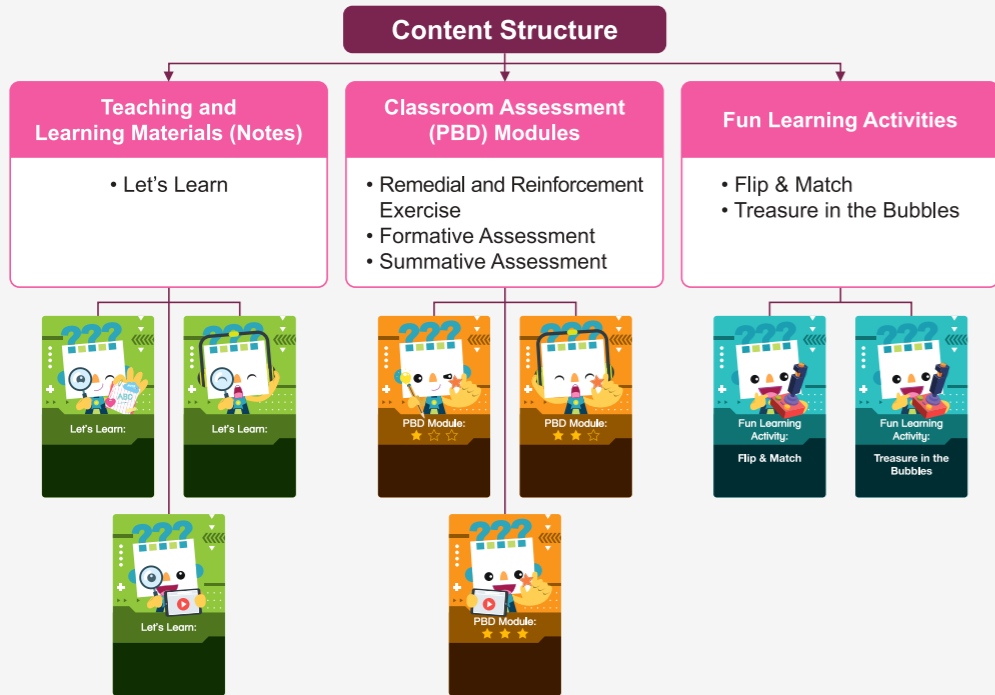 Content Structure
Teaching and
Learning Materials (Notes)
• Let's Learn
Classroom Assessment
(PBD) Modules
• Remedial and Reinforcement
Exercise
• Formative Assessment
• Summative Assessment
Fun Learning Activities
• Flip & Match
• Treasure in the Bubbles
???
ABC
Let's Learn:
???
Let's Learn:
???
Let's Learn:
???
PBD Module:
???
PBD Module:
???
PBD Module:
???
Fun Learning
Activity:
Flip & Match
???
Fun Learning
Activity:
Treasure in the
Bubbles